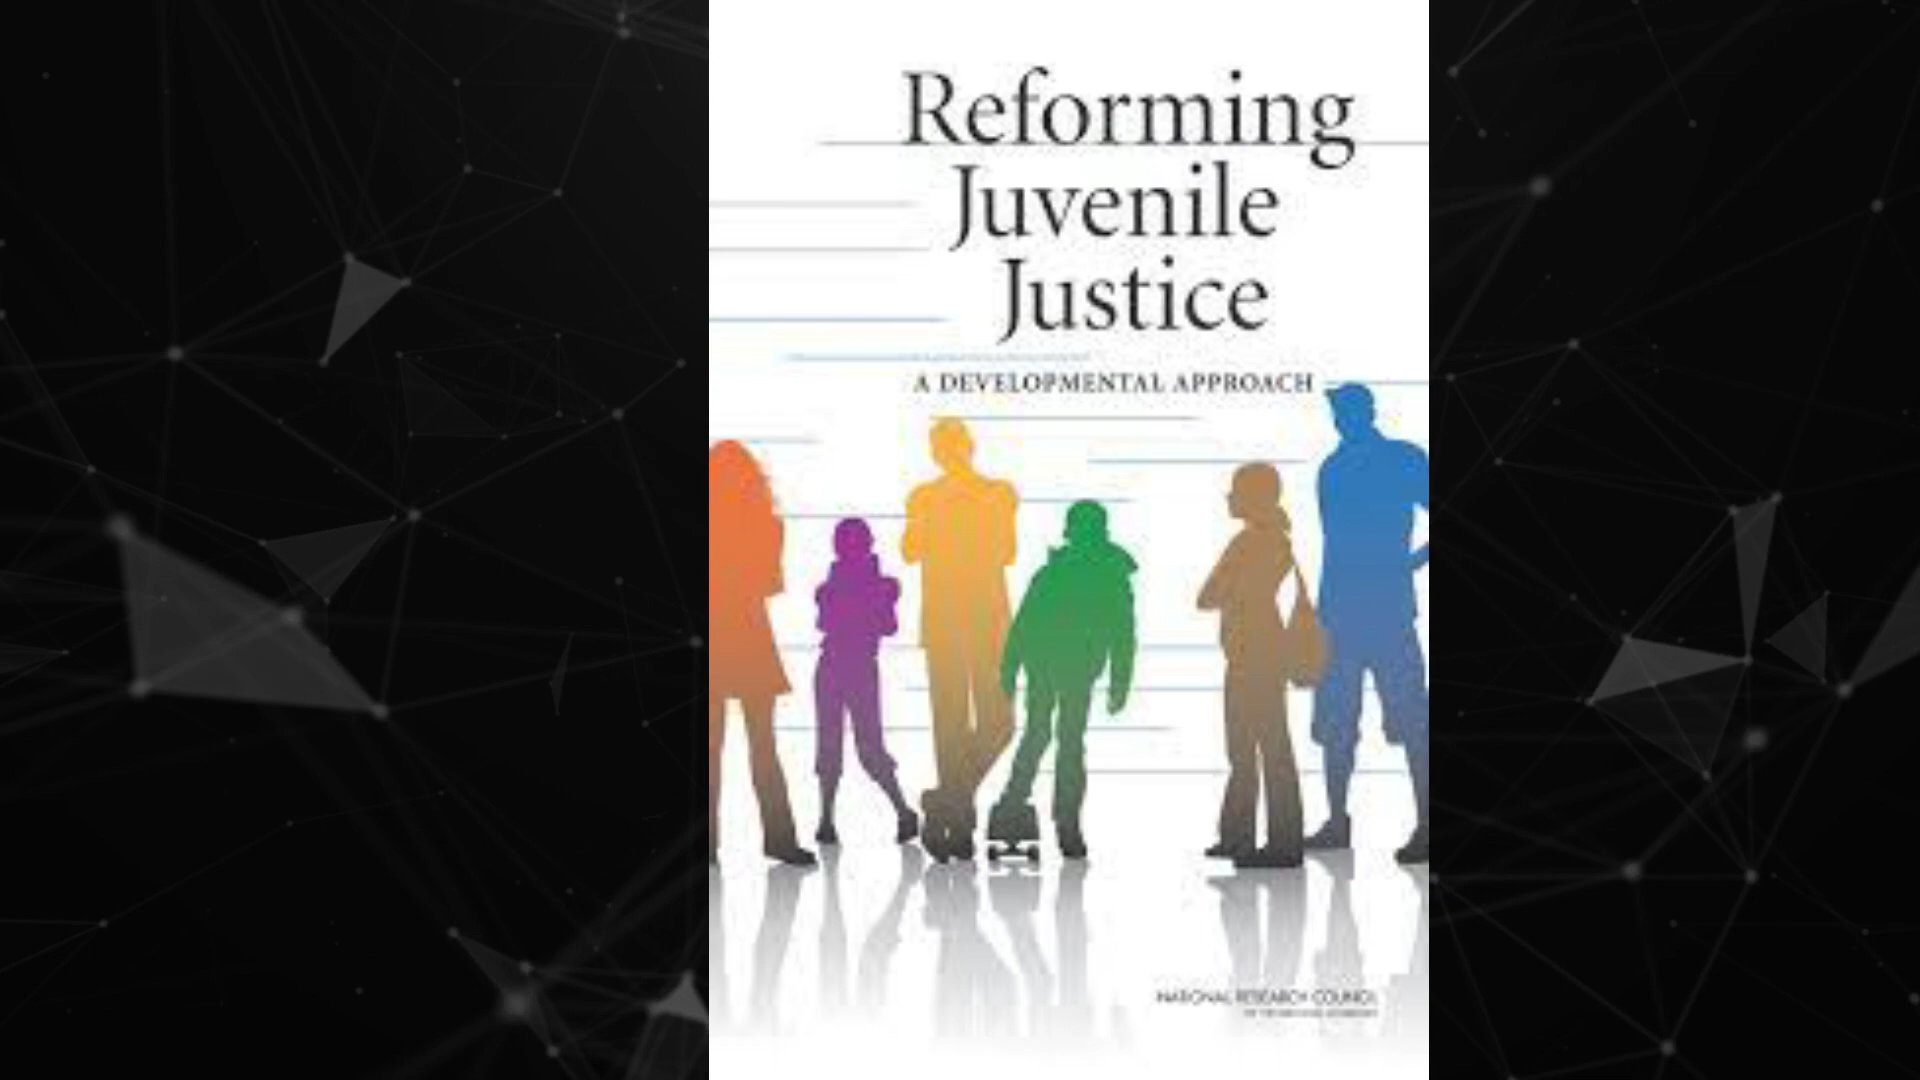 Reforming
Juvenile
Justice
A DEVELOPMENTAL APPROACH
NATIONAL RESEARCH COUNCIL